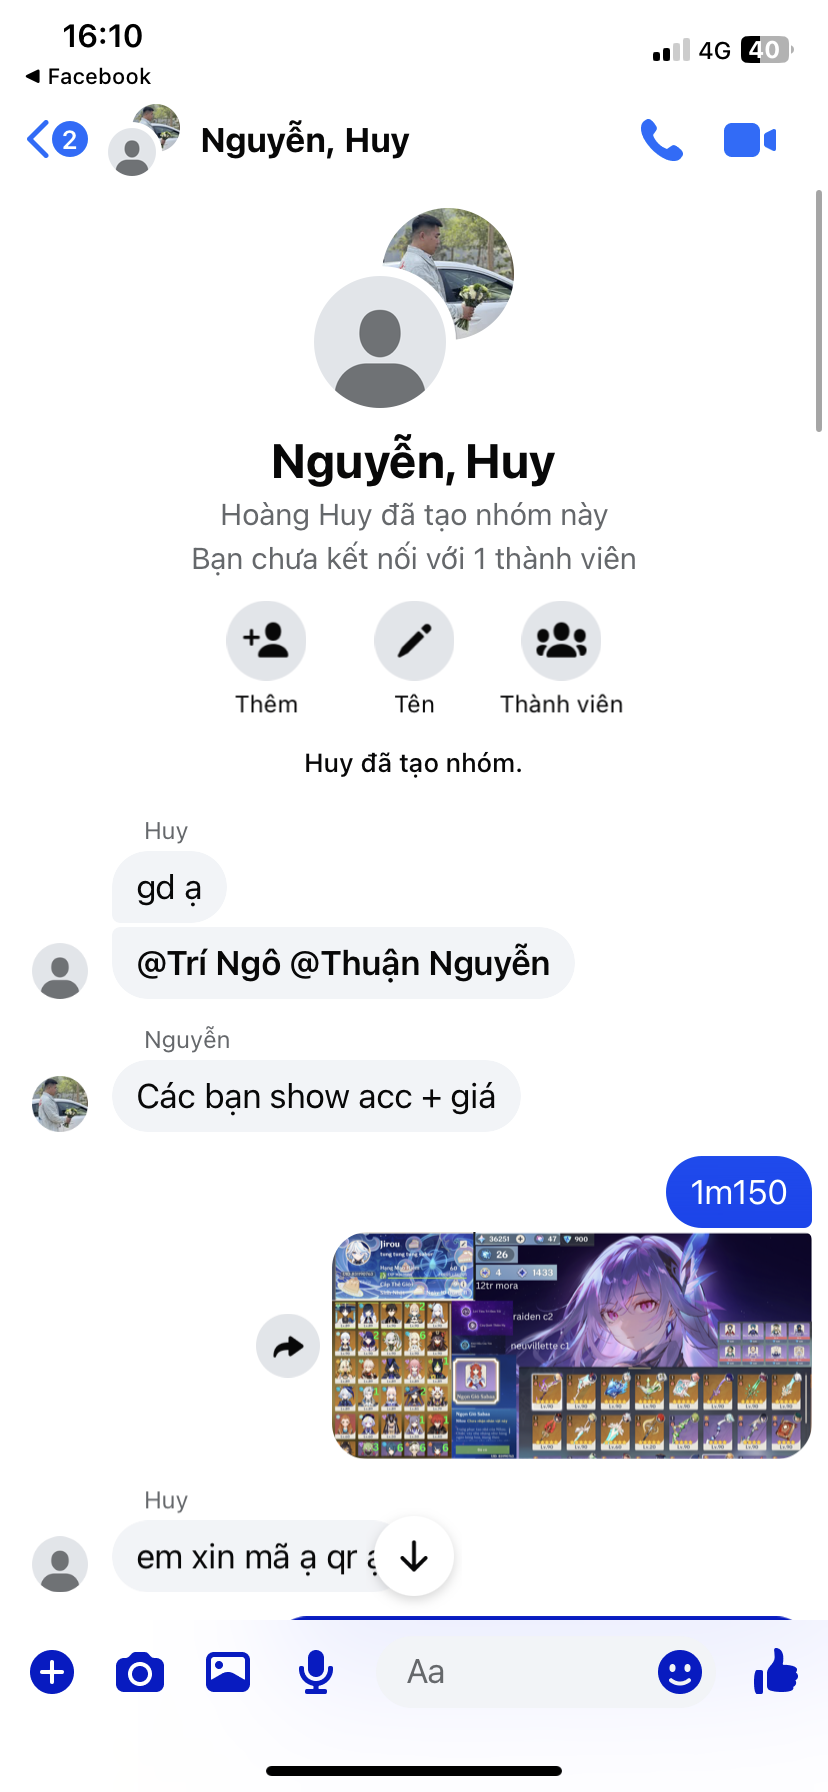 16:10
4G
40
Facebook
2
Nguyễn, Huy
Nguyễn, Huy
Hoàng Huy đã tạo nhóm này
Bạn chưa kết nối với 1 thành viên
Thêm
Tên
Thành viên
Huy đã tạo nhóm.
Huy
gd ạ
@Trí Ngô @Thuận Nguyễn
Nguyễn
Các bạn show acc + giá
1m150
Jirou
36251
47
900
26
4
1433
12tr mora
raiden c2
neuvillette c1
Huy
em xin mã ạ qr
Aa